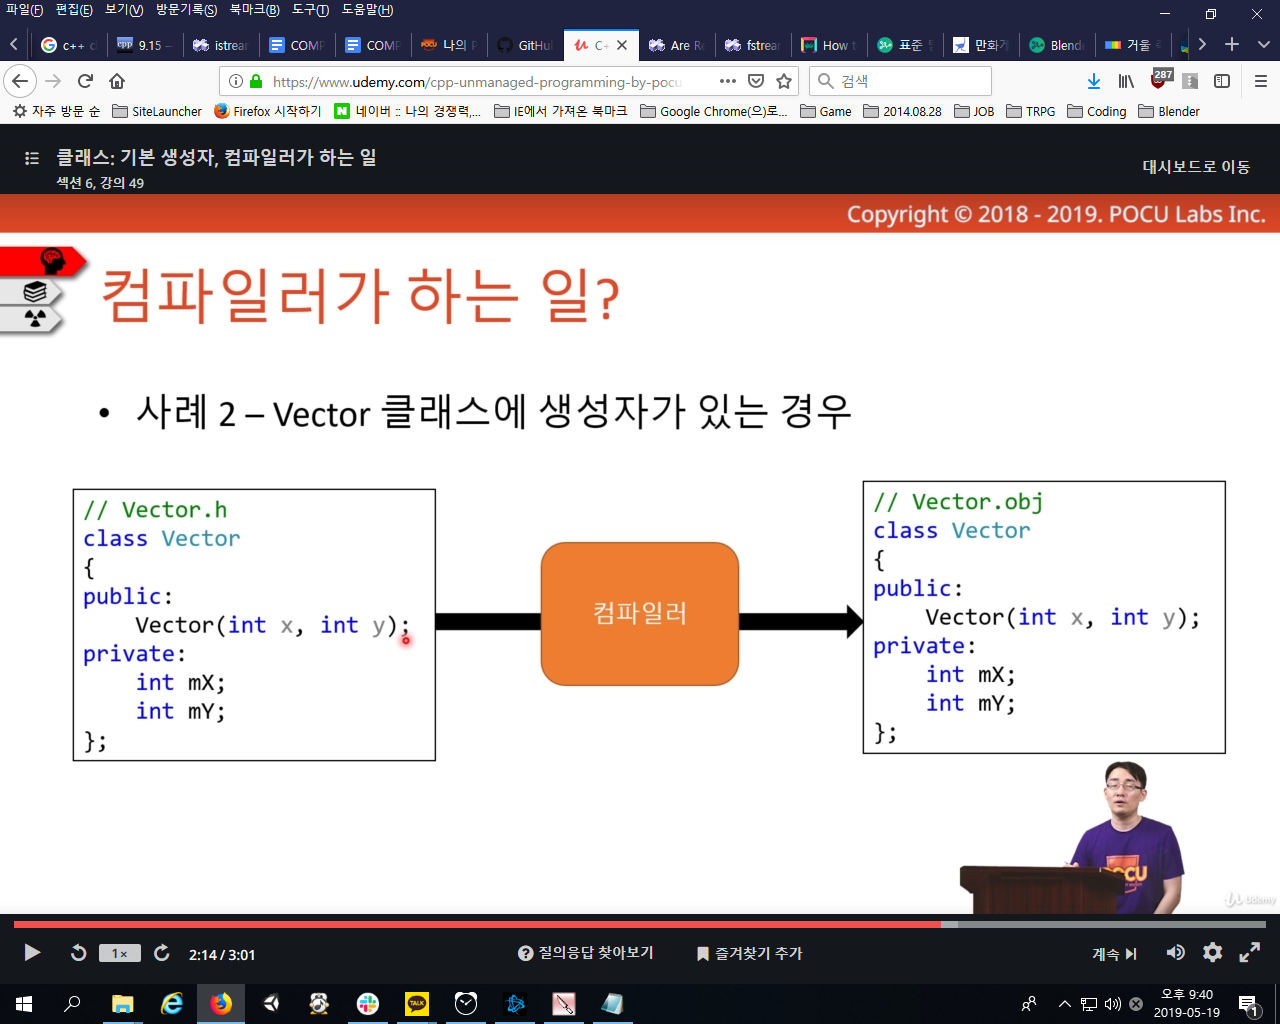 파일(F) 편집(E) 보기(V) 방문기록(S) 북마크(B) 도구(T) 도움말(H)
c++ 9.15 istrear COMP COMP 나의 P GitHu C+ Are Re fstrear How t 표준 만화기 Blend 거울
https://www.udemy.com/cpp-unmanaged-programming-by-pocu
검색
287
자주 방문 순 SiteLauncher Firefox 시작하기 네이버 :: 나의 경쟁력,... IE에서 가져온 북마크 Google Chrome(으)로... Game 2014.08.28 JOB TRPG Coding Blender
클래스: 기본 생성자, 컴파일러가 하는 일
섹션 6, 강의 49
대시보드로 이동
Copyright © 2018 - 2019. POCU Labs Inc.
컴파일러가 하는 일?
• 사례 2 – Vector 클래스에 생성자가 있는 경우
// Vector.h
class Vector
{
public:
Vector(int x, int y);
private:
int mX;
int mY;
};
컴파일러
// Vector.obj
class Vector
{
public:
Vector(int x, int y);
private:
int mX;
int mY;
};
POCU
Udemy
1× 2:14 / 3:01 질의응답 찾아보기 즐겨찾기 추가 계속
TALK
오후 9:40
2019-05-19
1